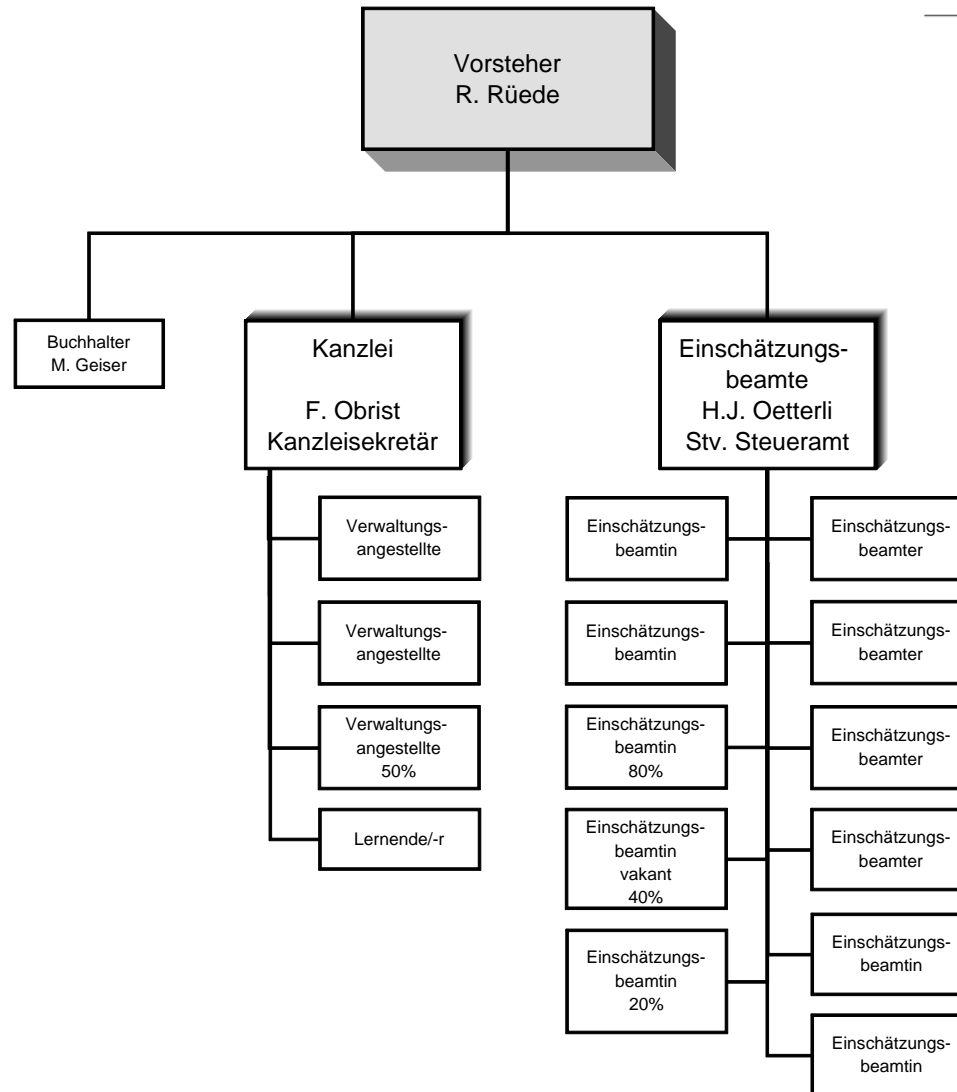 Vorsteher
R. Rüede
Buchhalter
M. Geiser
Kanzlei
F. Obrist
Kanzleisekretär
Einschätzungs-
beamte
H.J. Oetterli
Stv. Steueramt
Verwaltungs-
angestellte
Verwaltungs-
angestellte
Verwaltungs-
angestellte
50%
Lernende/-r
Einschätzungs-
beamtin
Einschätzungs-
beamtin
Einschätzungs-
beamtin
80%
Einschätzungs-
beamtin
vakant
40%
Einschätzungs-
beamtin
20%
Einschätzungs-
beamter
Einschätzungs-
beamter
Einschätzungs-
beamter
Einschätzungs-
beamter
Einschätzungs-
beamtin
Einschätzungs-
beamtin